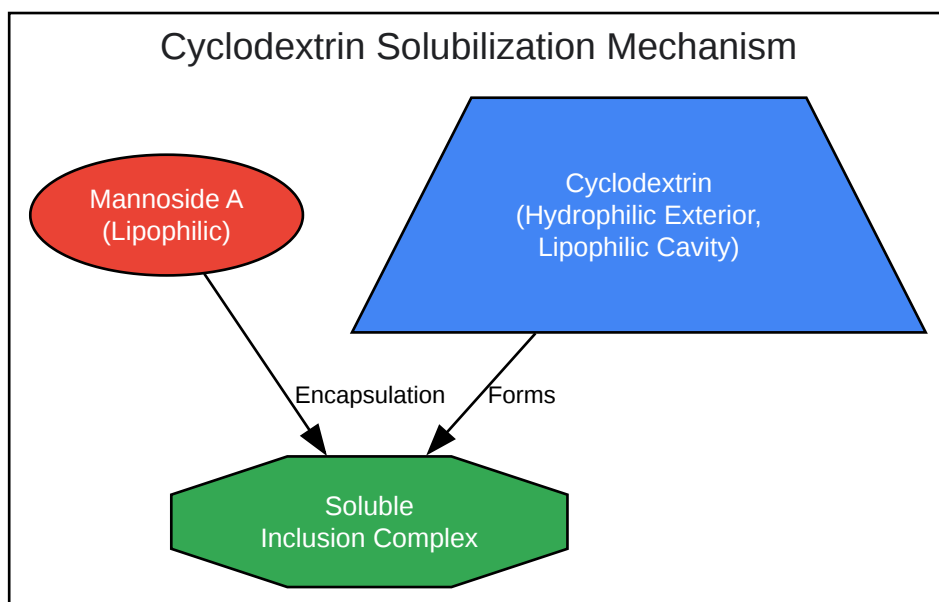 Cyclodextrin Solubilization Mechanism
Mannoside A
(Lipophilic)
Cyclodextrin
(Hydrophilic Exterior,
Lipophilic Cavity)
Encapsulation
Forms
Soluble
Inclusion Complex